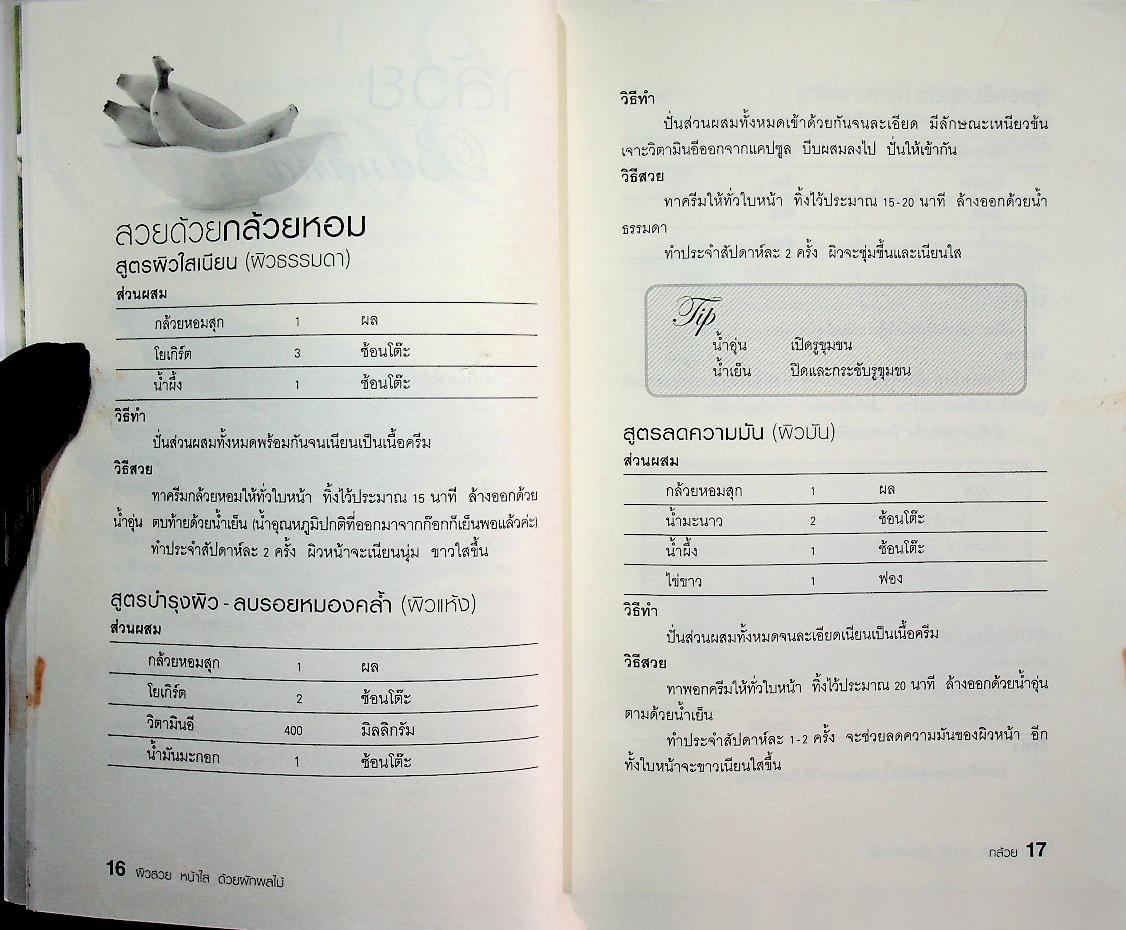 สวยด้วยกล้วยหอม
สูตรผิวใสเนียน (ผิวธรรมดา)
ส่วนผสม
กล้วยหอมสุก 1 ผล
โยเกิร์ต 3 ช้อนโต๊ะ
น้ำผึ้ง 1 ช้อนโต๊ะ
วิธีทำ
ปั่นส่วนผสมทั้งหมดพร้อมกันจนเนียนเป็นเนื้อครีม
วิธีสวย
ทาครีมกล้วยหอมให้ทั่วใบหน้า ทิ้งไว้ประมาณ 15 นาที ล้างออกด้วย
น้ำอุ่น ตบท้ายด้วยน้ำเย็น (น้ำอุณหภูมิปกติที่ออกมาจากก๊อกก็เย็นพอแล้วค่ะ)
ทำประจำสัปดาห์ละ 2 ครั้ง ผิวหน้าจะเนียนนุ่ม ขาวใสขึ้น
สูตรบำรุงผิว - ลบรอยหมองคล้ำ (ผิวแห้ง)
ส่วนผสม
กล้วยหอมสุก 1 ผล
โยเกิร์ต 2 ช้อนโต๊ะ
วิตามินอี 400 มิลลิกรัม
น้ำมันมะกอก 1 ช้อนโต๊ะ
16 ผิวสวย หน้าใส ด้วยผักผลไม้
วิธีทำ
ปั่นส่วนผสมทั้งหมดเข้าด้วยกันจนละเอียด มีลักษณะเหนียวข้น
เจาะวิตามินอีออกจากแคปซูล บีบผสมลงไป ปั่นให้เข้ากัน
วิธีสวย
ทาครีมให้ทั่วใบหน้า ทิ้งไว้ประมาณ 15-20 นาที ล้างออกด้วยน้ำ
ธรรมดา
ทำประจำสัปดาห์ละ 2 ครั้ง ผิวจะชุ่มชื้นและเนียนใส
Tip
น้ำอุ่น เปิดรูขุมขน
น้ำเย็น ปิดและกระชับรูขุมขน
สูตรลดความมัน (ผิวมัน)
ส่วนผสม
กล้วยหอมสุก 1 ผล
น้ำมะนาว 2 ช้อนโต๊ะ
น้ำผึ้ง 1 ช้อนโต๊ะ
ไข่ขาว 1 ฟอง
วิธีทำ
ปั่นส่วนผสมทั้งหมดจนละเอียดเนียนเป็นเนื้อครีม
วิธีสวย
ทาพอกครีมให้ทั่วใบหน้า ทิ้งไว้ประมาณ 20 นาที ล้างออกด้วยน้ำอุ่น
ตามด้วยน้ำเย็น
ทำประจำสัปดาห์ละ 1-2 ครั้ง จะช่วยลดความมันของผิวหน้า อีก
ทั้งใบหน้าจะขาวเนียนใสขึ้น
กล้วย 17